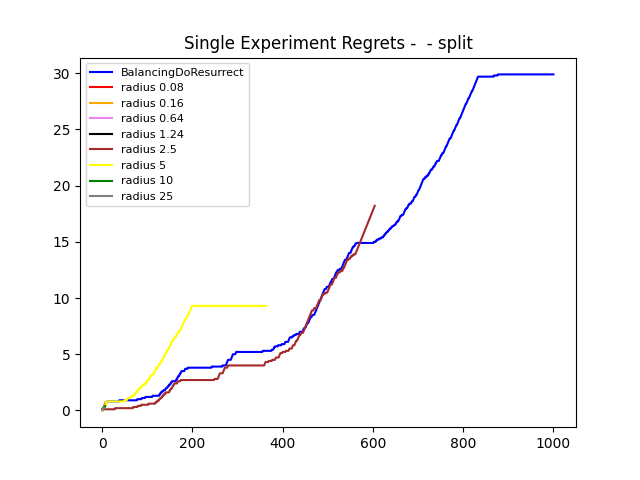 Single Experiment Regrets -  - split
BalancingDoResurrect
radius 0.08
radius 0.16
radius 0.64
radius 1.24
radius 2.5
radius 5
radius 10
radius 25
30
25
20
15
10
5
0
0 200 400 600 800 1000